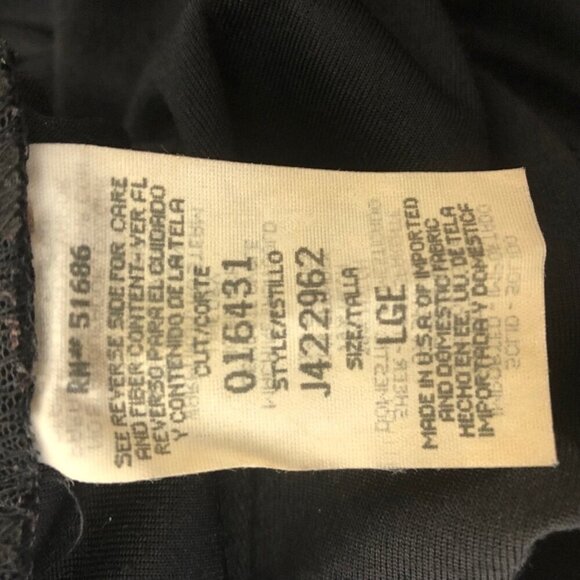 RN# 51686
SEE REVERSE SIDE FOR CARE
AND FIBER CONTENT-VER FL
REVERSO PARA EL CUIDADO
Y CONTENIDO DE LA TELA
CUT/CORTE
016431
STYLE/ESTILLO
J422962
SIZE/TALLA
LGE
MADE IN U.S.A. OF IMPORTED
AND DOMESTIC FABRIC
HECHO EN EE. UU. DE TELA
IMPORTADA Y DOMESTICA